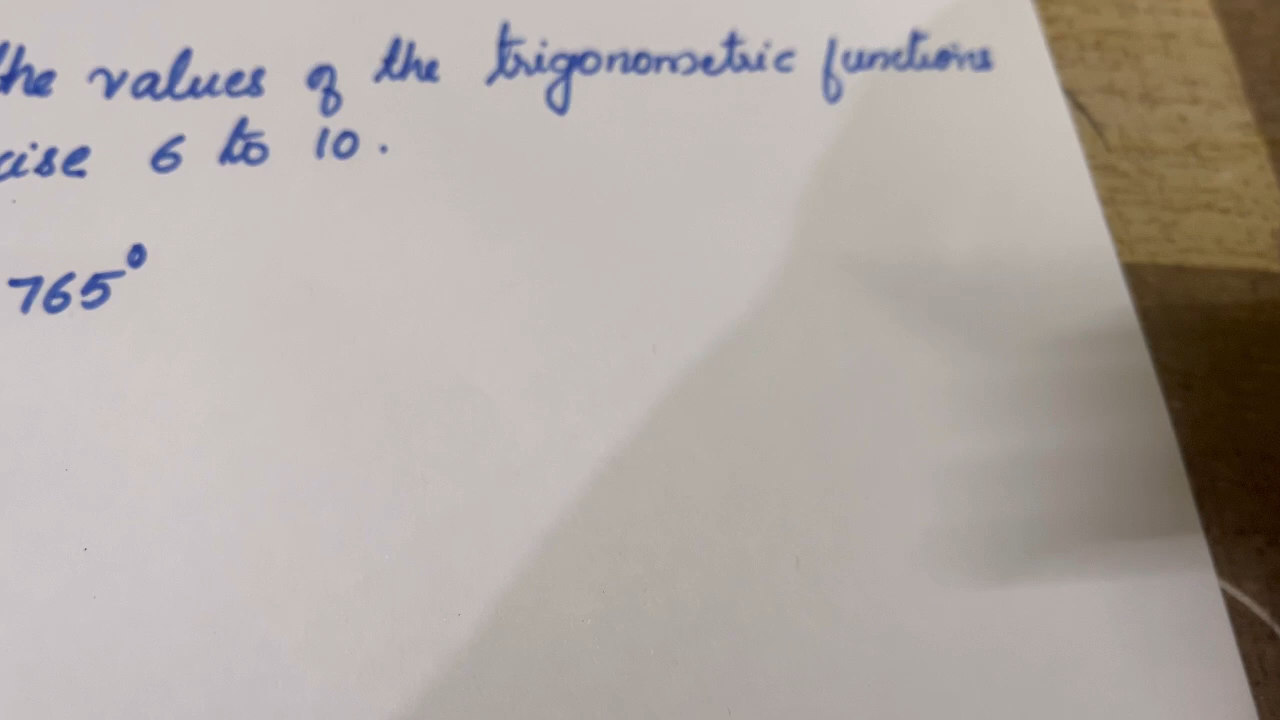 the values of the trigonometric functions
cise 6 to 10.
765°